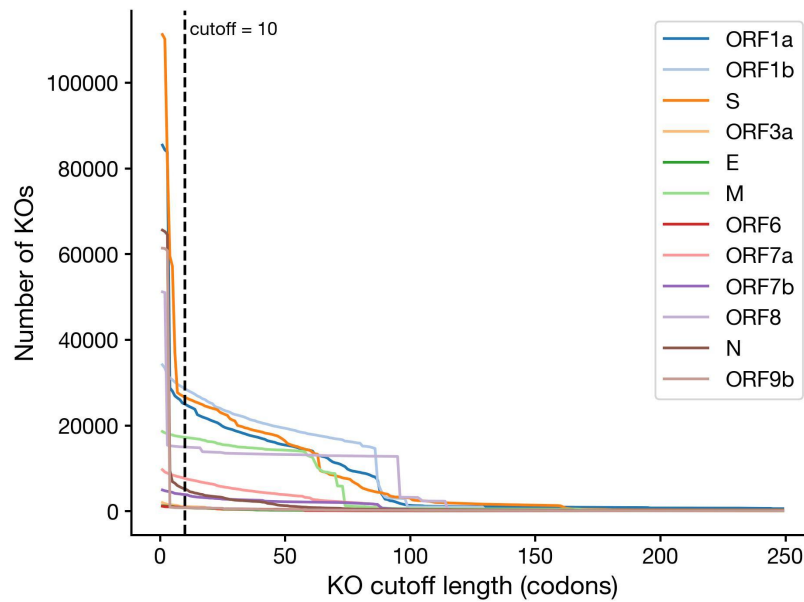 cutoff = 10
Number of KOs
100000
80000
60000
40000
20000
0
0
50
100
150
200
250
KO cutoff length (codons)
ORF1a
ORF1b
S
ORF3a
E
M
ORF6
ORF7a
ORF7b
ORF8
N
ORF9b